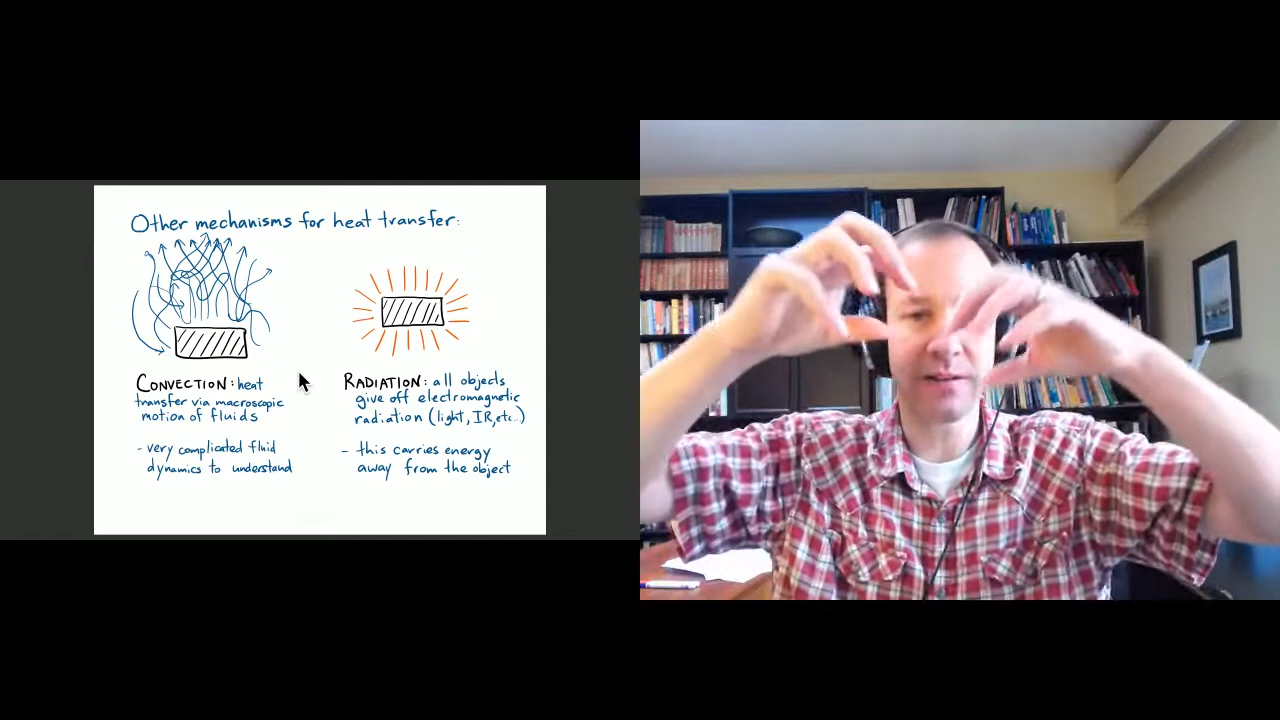 Other mechanisms for heat transfer:
CONVECTION: heat
transfer via macroscopic
motion of fluids
- very complicated fluid
dynamics to understand
RADIATION: all objects
give off electromagnetic
radiation (light, IR, etc..)
- this carries energy
away from the object